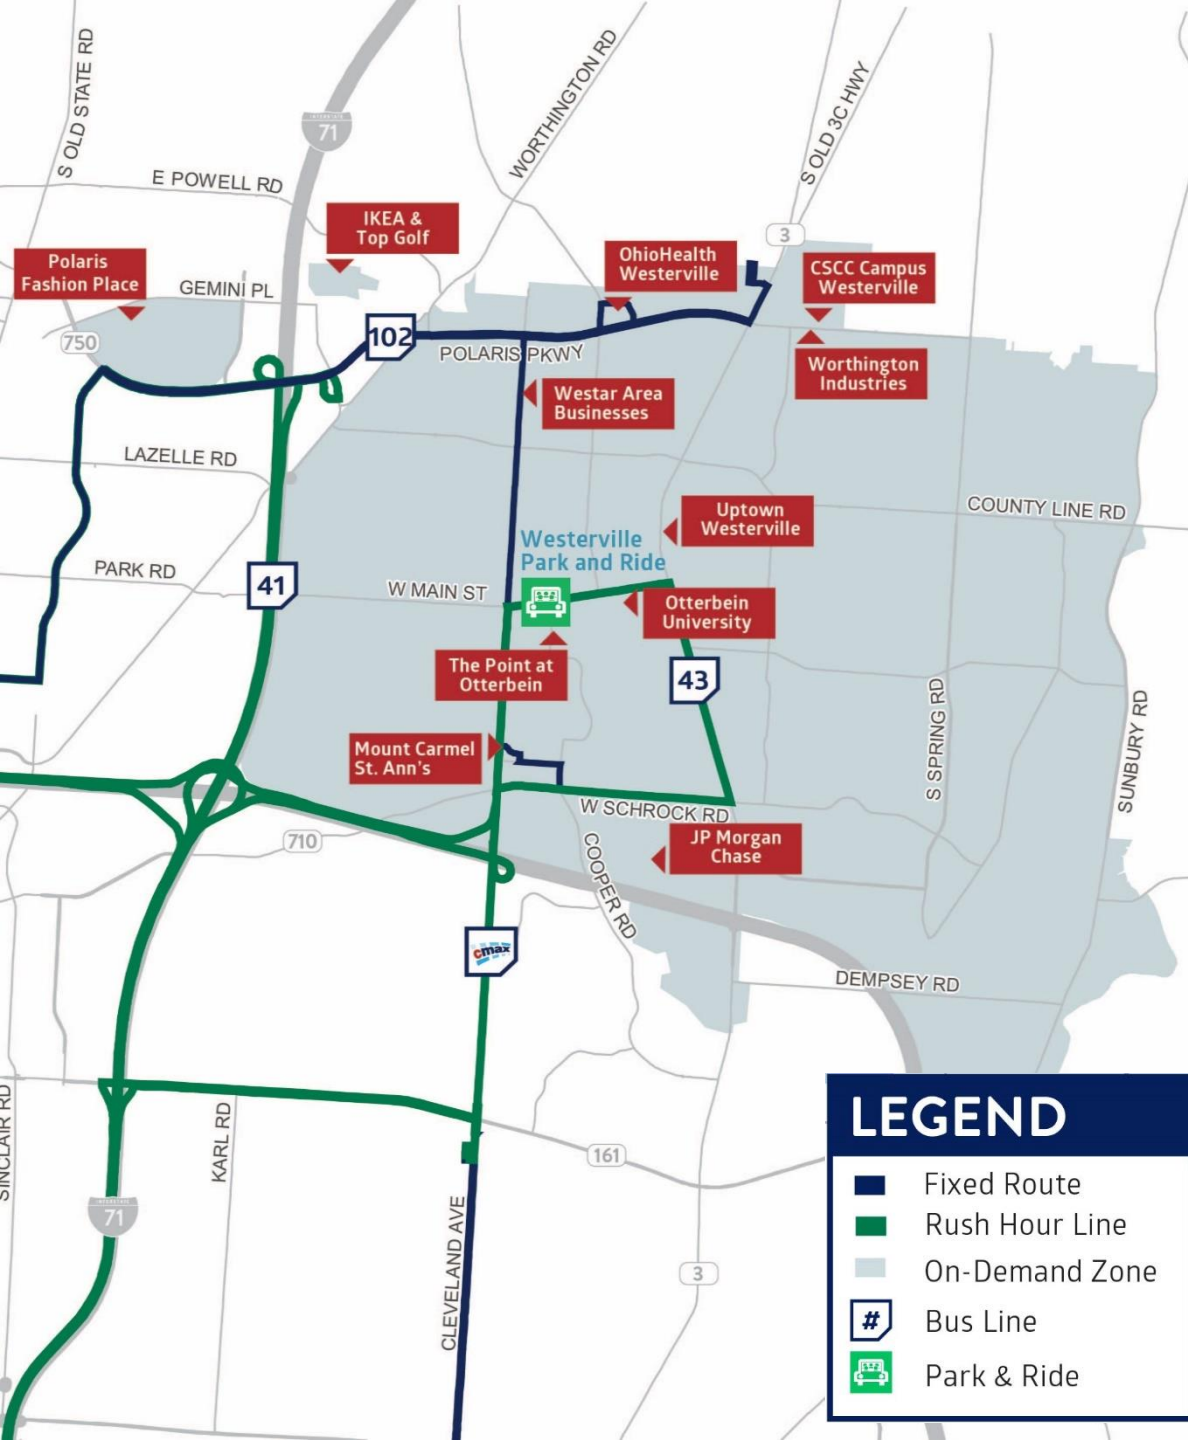 S OLD STATE RD
INTERSTATE
71
WORTHINGTON RD
S OLD 3C HWY
E POWELL RD
IKEA &
Top Golf
3
Polaris
Fashion Place
GEMINI PL
OhioHealth
Westerville
CSCC Campus
Westerville
750
102
POLARIS PKWY
Worthington
Industries
Westar Area
Businesses
LAZELLE RD
COUNTY LINE RD
Uptown
Westerville
Westerville
Park and Ride
PARK RD
41
W MAIN ST
Otterbein
University
The Point at
Otterbein
43
S SPRING RD
SUNBURY RD
Mount Carmel
St. Ann's
W SCHROCK RD
710
JP Morgan
Chase
COOPER RD
cmax
DEMPSEY RD
SINCLAIR RD
KARL RD
161
INTERSTATE
71
CLEVELAND AVE
3
LEGEND
Fixed Route
Rush Hour Line
On-Demand Zone
# Bus Line
Park & Ride